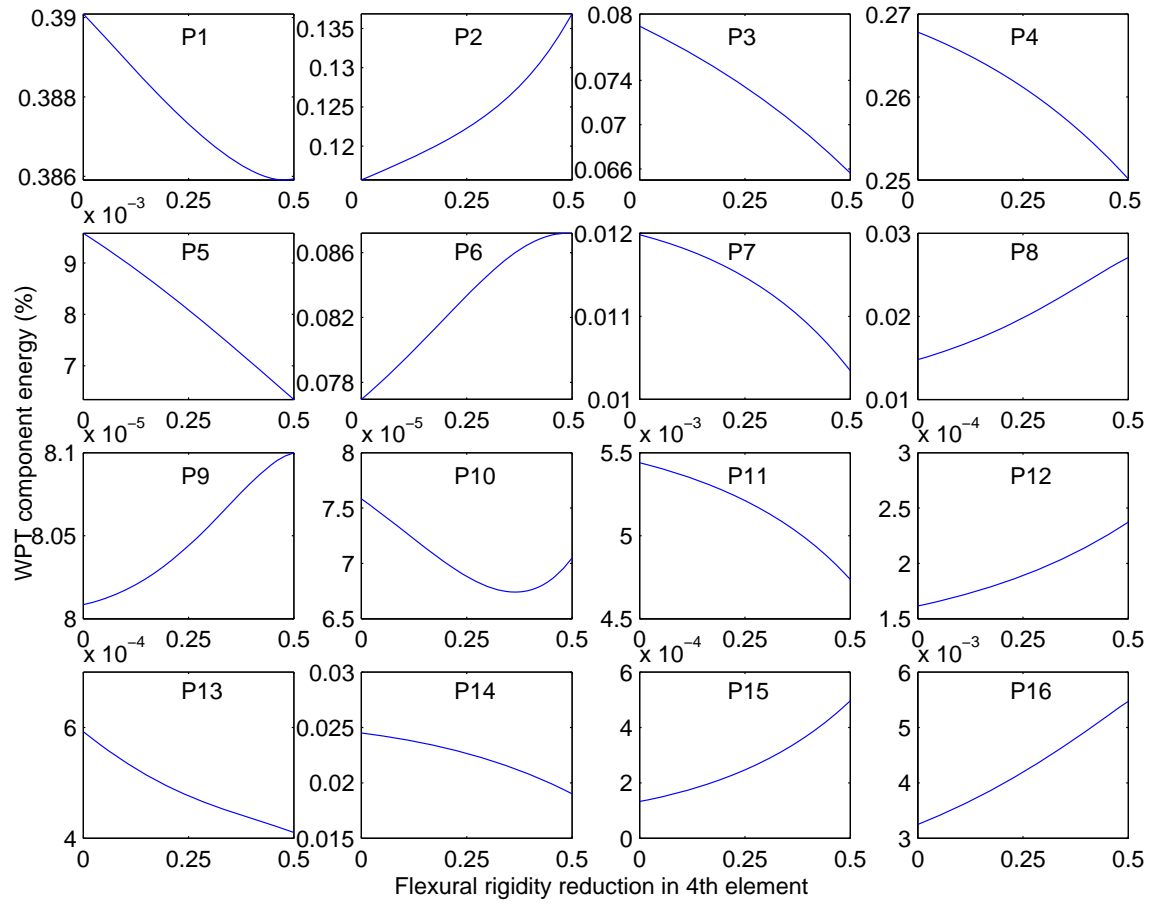 WPT component energy (%)
P1
0.39
0.388
0.386
0 0.25 0.5
P2
0.135
0.13
0.125
0.12
0 0.25 0.5
P3
0.08
0.074
0.07
0.066
0 0.25 0.5
P4
0.27
0.26
0.25
0 0.25 0.5
x 10⁻³
P5
9
8
7
0 0.25 0.5
P6
0.086
0.082
0.078
0 0.25 0.5
P7
0.012
0.011
0.01
0 0.25 0.5
P8
0.03
0.02
0.01
0 0.25 0.5
x 10⁻⁵
P9
8.1
8.05
8
0 0.25 0.5
x 10⁻⁵
P10
8
7.5
7
6.5
0 0.25 0.5
x 10⁻³
P11
5.5
5
4.5
0 0.25 0.5
x 10⁻⁴
P12
3
2.5
2
1.5
0 0.25 0.5
x 10⁻⁴
P13
6
4
0 0.25 0.5
P14
0.03
0.025
0.02
0.015
0 0.25 0.5
x 10⁻⁴
P15
6
4
2
0
0 0.25 0.5
x 10⁻³
P16
6
5
4
3
0 0.25 0.5
Flexural rigidity reduction in 4th element